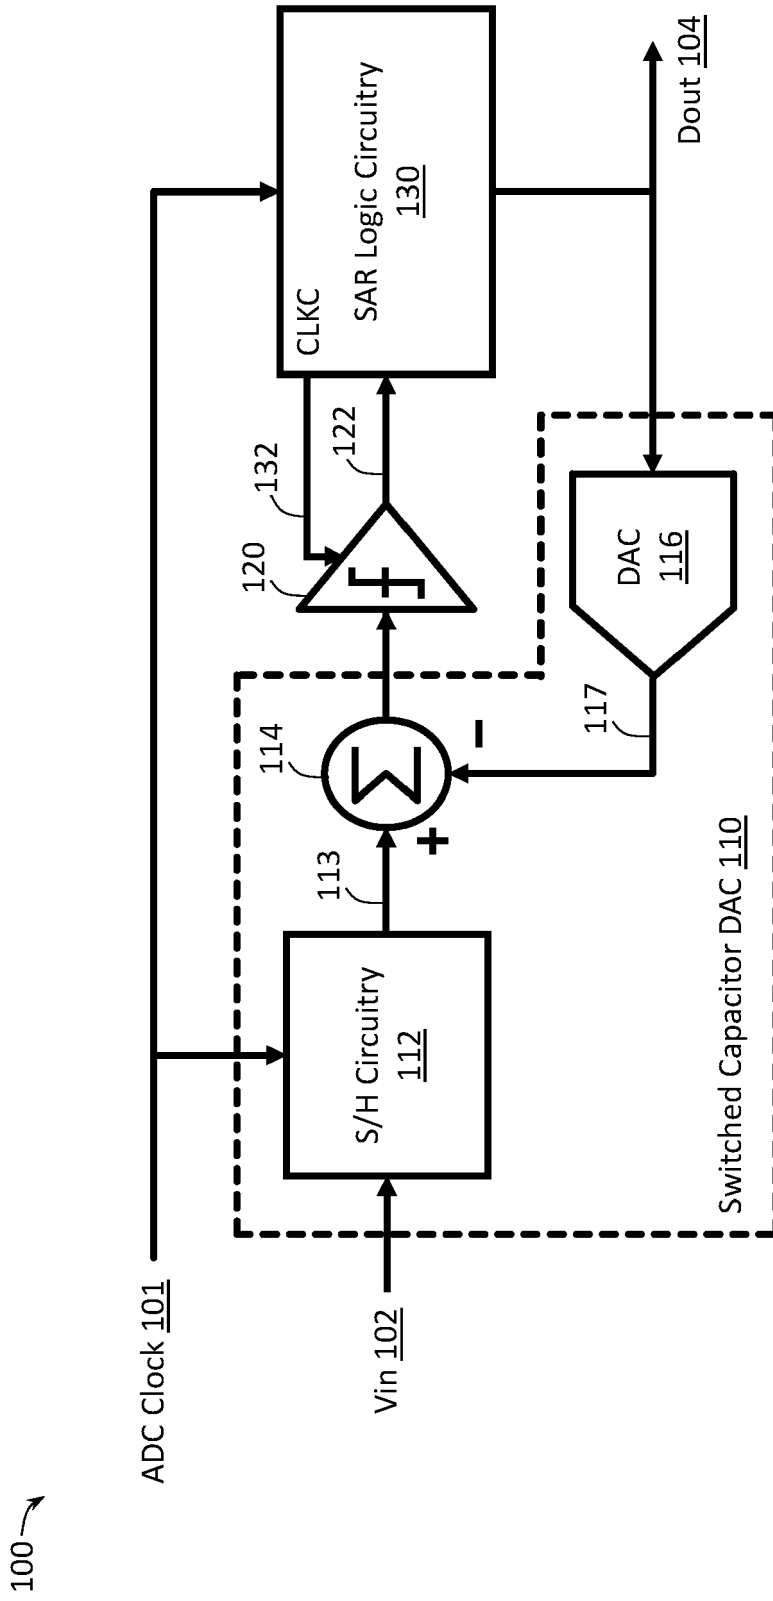 100
ADC Clock 101
Vin 102
S/H Circuitry
112
113
+
114
Σ
−
120
132
122
CLKC
SAR Logic Circuitry
130
117
DAC
116
Switched Capacitor DAC 110
Dout 104